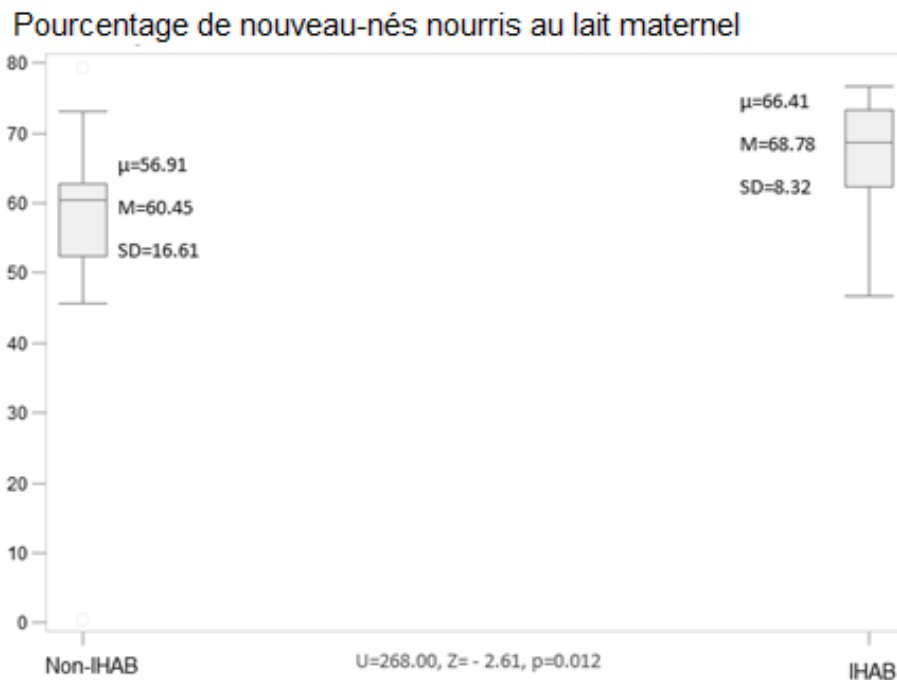 Pourcentage de nouveau-nés nourris au lait maternel
80
70
60
50
40
30
20
10
0
μ=56.91
M=60.45
SD=16.61
μ=66.41
M=68.78
SD=8.32
Non-IHAB
U=268.00, Z= - 2.61, p=0.012
IHAB